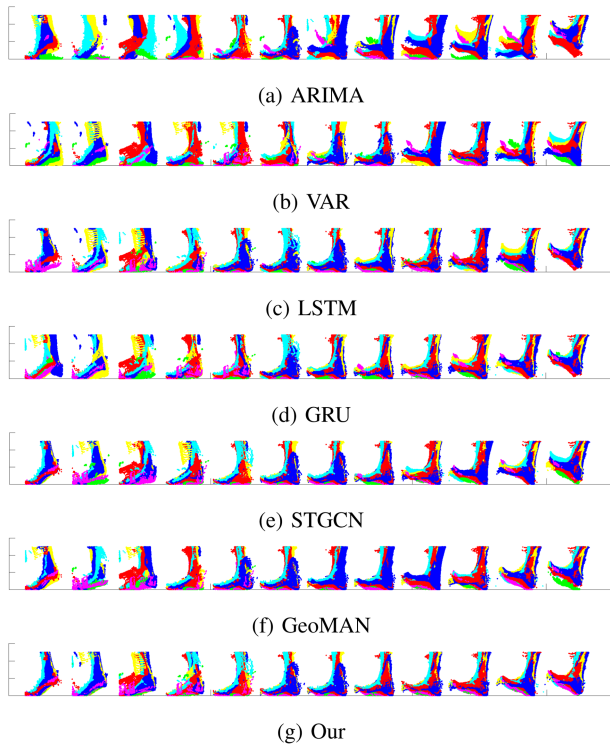 (a) ARIMA
(b) VAR
(c) LSTM
(d) GRU
(e) STGCN
(f) GeoMAN
(g) Our